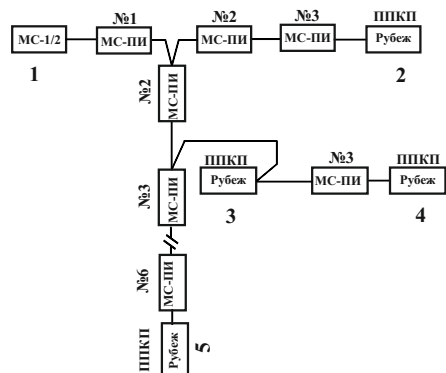 №1
№2
№3
ППКП
МС-1/2
МС-ПИ
МС-ПИ
МС-ПИ
Рубеж
1
2
№2
МС-ПИ
ППКП
№3
ППКП
№3
МС-ПИ
Рубеж
МС-ПИ
Рубеж
3
4
№6
МС-ПИ
ППКП
Рубеж
5